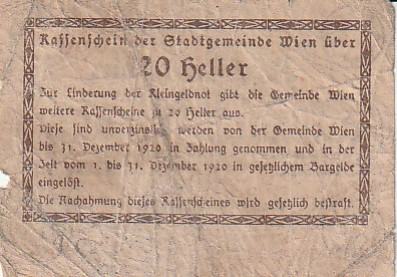 Kassenschein der Stadtgemeinde Wien über
20 Heller
Zur Linderung der Kleingeldnot gibt die Gemeinde Wien
weitere Kassenscheine zu 20 Heller aus.
Diese sind unverzinslich, werden von der Gemeinde Wien
bis 31. Dezember 1920 in Zahlung genommen und in der
Zeit vom 1. bis 31. Dezember 1920 in gesetzlichem Bargelde
eingelöst.
Die Nachahmung dieses Kassenscheines wird gesetzlich bestraft.